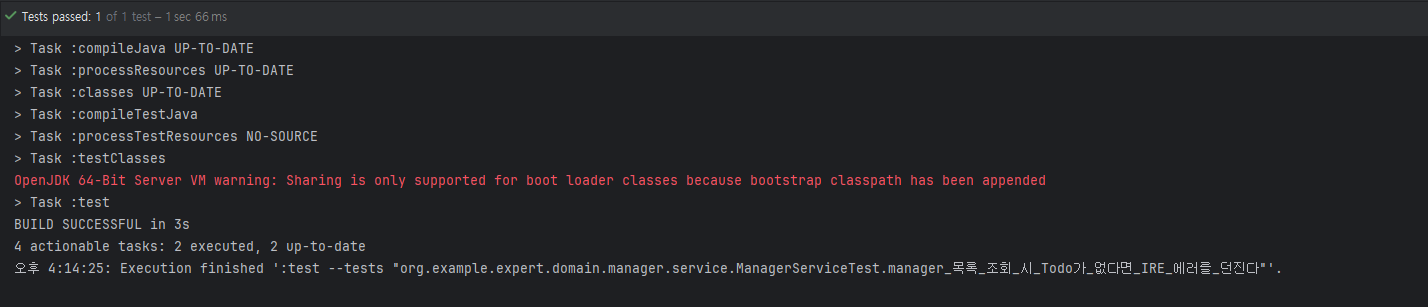 Tests passed: 1 of 1 test – 1 sec 66 ms
> Task :compileJava UP-TO-DATE
> Task :processResources UP-TO-DATE
> Task :classes UP-TO-DATE
> Task :compileTestJava
> Task :processTestResources NO-SOURCE
> Task :testClasses
OpenJDK 64-Bit Server VM warning: Sharing is only supported for boot loader classes because bootstrap classpath has been appended
> Task :test
BUILD SUCCESSFUL in 3s
4 actionable tasks: 2 executed, 2 up-to-date
오후 4:14:25: Execution finished ':test --tests "org.example.expert.domain.manager.service.ManagerServiceTest.manager_목록_조회_시_Todo가_없다면_IRE_에러를_던진다"'.